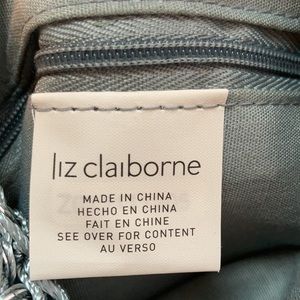 liz claiborne
MADE IN CHINA
HECHO EN CHINA
FAIT EN CHINE
SEE OVER FOR CONTENT
AU VERSO